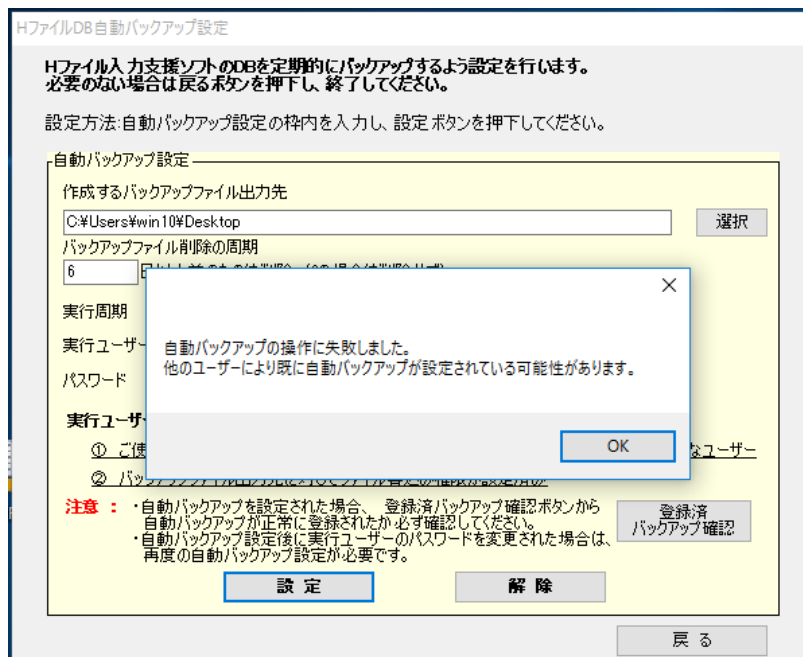 HファイルDB自動バックアップ設定
Hファイル入力支援ソフトのDBを定期的にバックアップするよう設定を行います。
必要のない場合は戻るボタンを押下し、終了してください。
設定方法:自動バックアップ設定の枠内を入力し、設定ボタンを押下してください。
自動バックアップ設定
作成するバックアップファイル出力先
C:¥Users¥win10¥Desktop
選択
バックアップファイル削除の周期
6
実行周期
自動バックアップの操作に失敗しました。
実行ユーザー
他のユーザーにより既に自動バックアップが設定されている可能性があります。
パスワード
OK
実行ユーザ
① ご使
なユーザー
②
注意 : ・自動バックアップを設定された場合、 登録済バックアップ確認ボタンから
自動バックアップが正常に登録されたか必ず確認してください。
・自動バックアップ設定後に実行ユーザーのパスワードを変更された場合は、
再度の自動バックアップ設定が必要です。
登録済
バックアップ確認
設 定
解 除
戻 る